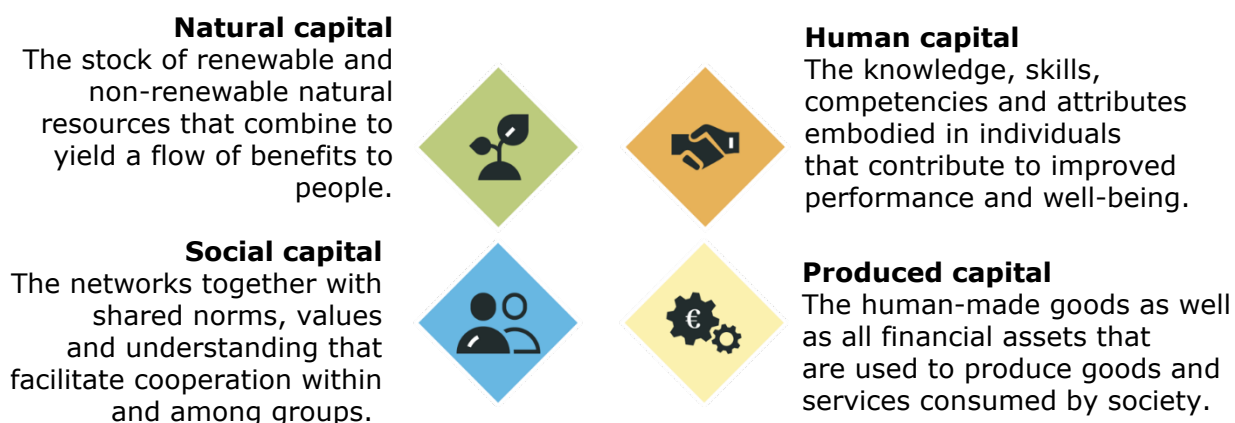 Natural capital
The stock of renewable and
non-renewable natural
resources that combine to
yield a flow of benefits to
people.
Human capital
The knowledge, skills,
competencies and attributes
embodied in individuals
that contribute to improved
performance and well-being.
Social capital
The networks together with
shared norms, values
and understanding that
facilitate cooperation within
and among groups.
€
Produced capital
The human-made goods as well
as all financial assets that
are used to produce goods and
services consumed by society.